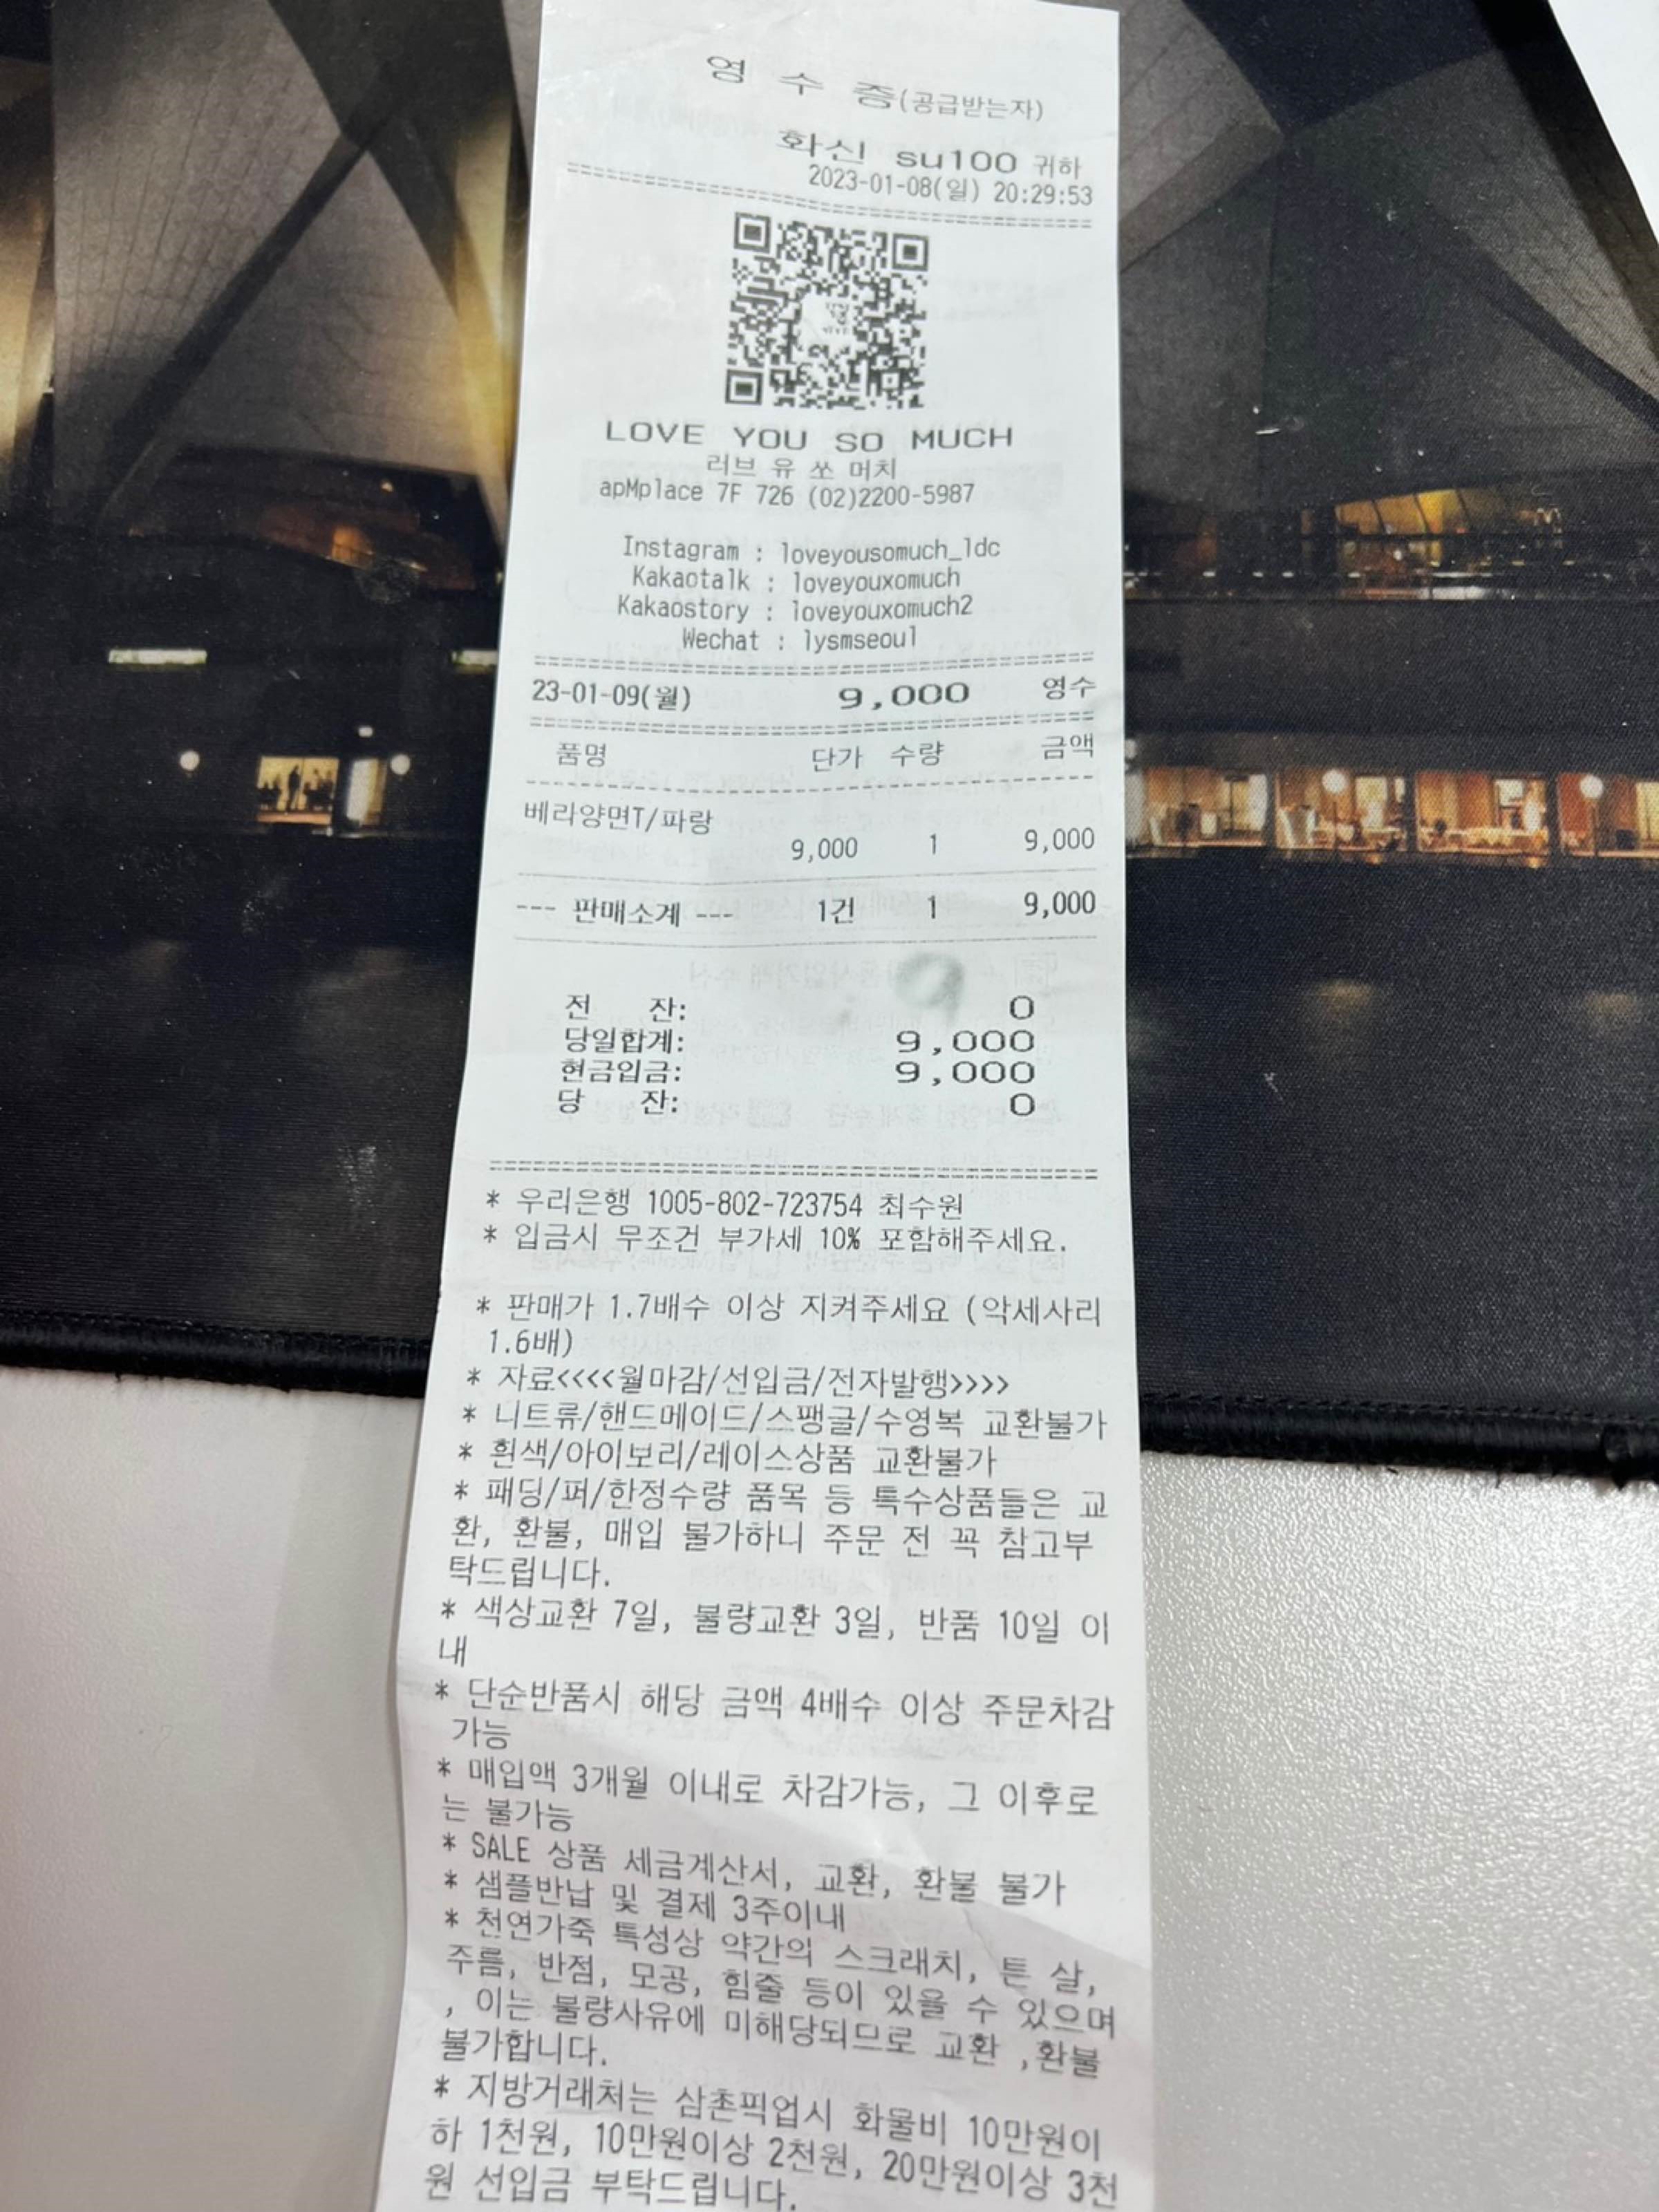 영 수 증(공급받는자)
화신 su100 귀하
2023-01-08(일) 20:29:53
LOVE YOU SO MUCH
러브 유 쏘 머치
apMplace 7F 726 (02)2200-5987
Instagram : loveyousomuch_ldc
Kakaotalk : loveyouxomuch
Kakaostory : loveyouxomuch2
Wechat : lysmseoul
23-01-09(월) 9,000 영수
품명 단가 수량 금액
베라양면T/파랑
9,000 1 9,000
--- 판매소계 --- 1건 1 9,000
전 잔: 0
당일합계: 9,000
현금입금: 9,000
당 잔: 0
* 우리은행 1005-802-723754 최수원
* 입금시 무조건 부가세 10% 포함해주세요.
* 판매가 1.7배수 이상 지켜주세요 (악세사리
1.6배)
* 자료<<<<월마감/선입금/전자발행>>>>
* 니트류/핸드메이드/스팽글/수영복 교환불가
* 흰색/아이보리/레이스상품 교환불가
* 패딩/퍼/한정수량 품목 등 특수상품들은 교
환, 환불, 매입 불가하니 주문 전 꼭 참고부
탁드립니다.
* 색상교환 7일, 불량교환 3일, 반품 10일 이
내
* 단순반품시 해당 금액 4배수 이상 주문차감
가능
* 매입액 3개월 이내로 차감가능, 그 이후로
는 불가능
* SALE 상품 세금계산서, 교환, 환불 불가
* 샘플반납 및 결제 3주이내
* 천연가죽 특성상 약간의 스크래치, 튼 살,
주름, 반점, 모공, 힘줄 등이 있을 수 있으며
, 이는 불량사유에 미해당되므로 교환 ,환불
불가합니다.
* 지방거래처는 삼촌픽업시 화물비 10만원이
하 1천원, 10만원이상 2천원, 20만원이상 3천
원 선입금 부탁드립니다.